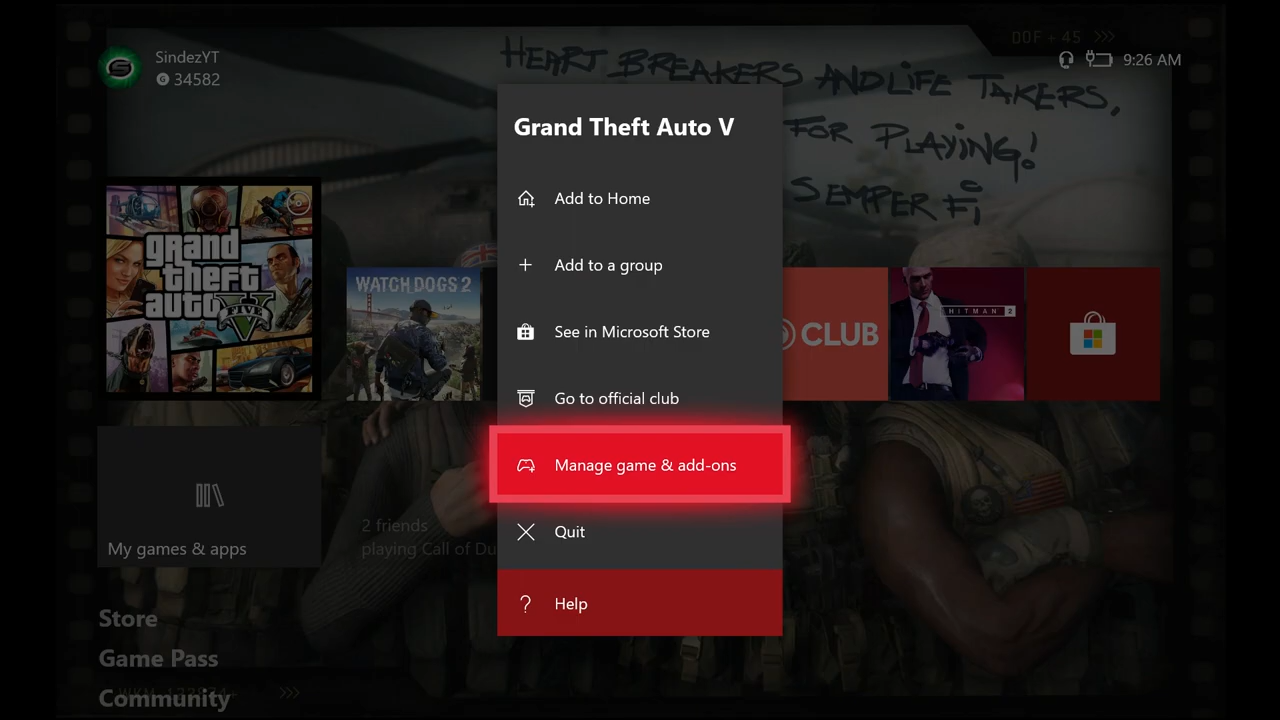 SindezYT
34582
DOF + 45 >>>
9:26 AM
HEART BREAKERS AND LIFE TAKERS,
FOR PLAYING!
SEMPER Fi
Grand Theft Auto V
Add to Home
Add to a group
See in Microsoft Store
Go to official club
Manage game & add-ons
Quit
Help
grand
theft
auto
FIVE
WATCH DOGS 2
CLUB
HITMAN 2
My games & apps
2 friends
playing Call of Du
Store
Game Pass
Community
>>>